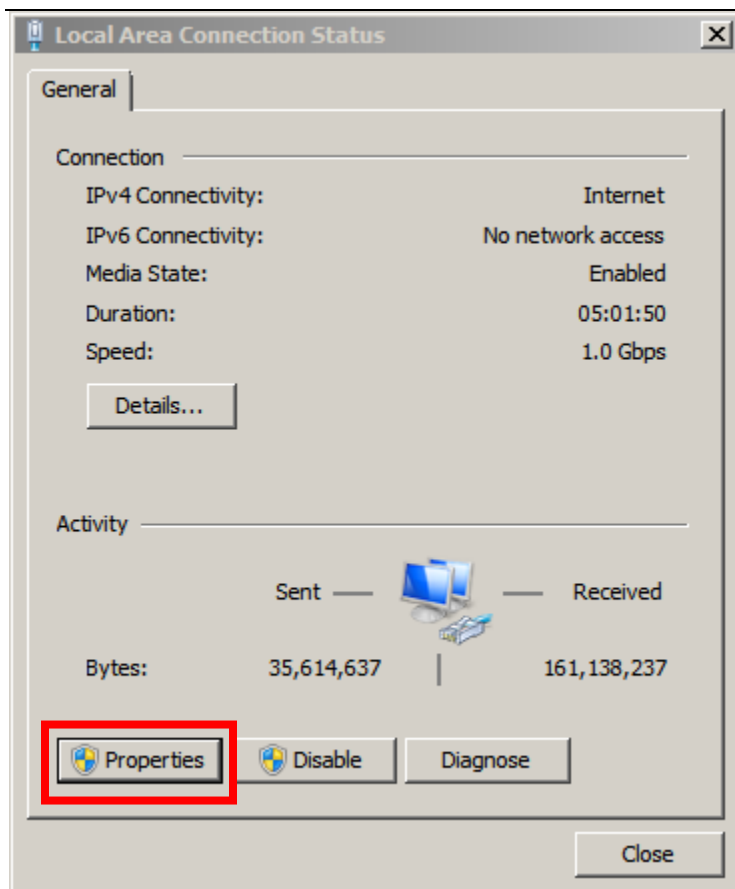 Local Area Connection Status
General
Connection
IPv4 Connectivity: Internet
IPv6 Connectivity: No network access
Media State: Enabled
Duration: 05:01:50
Speed: 1.0 Gbps
Details...
Activity
Sent — — Received
Bytes: 35,614,637 | 161,138,237
Properties Disable Diagnose
Close